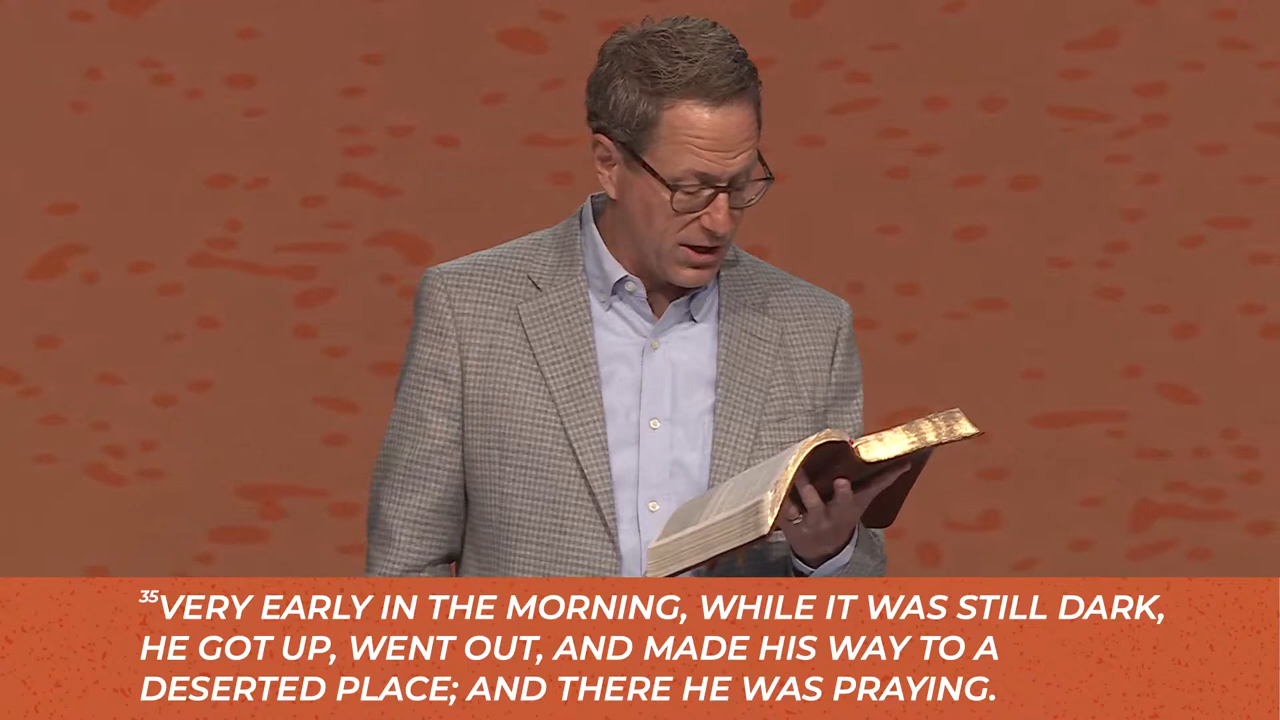 35VERY EARLY IN THE MORNING, WHILE IT WAS STILL DARK,
HE GOT UP, WENT OUT, AND MADE HIS WAY TO A
DESERTED PLACE; AND THERE HE WAS PRAYING.